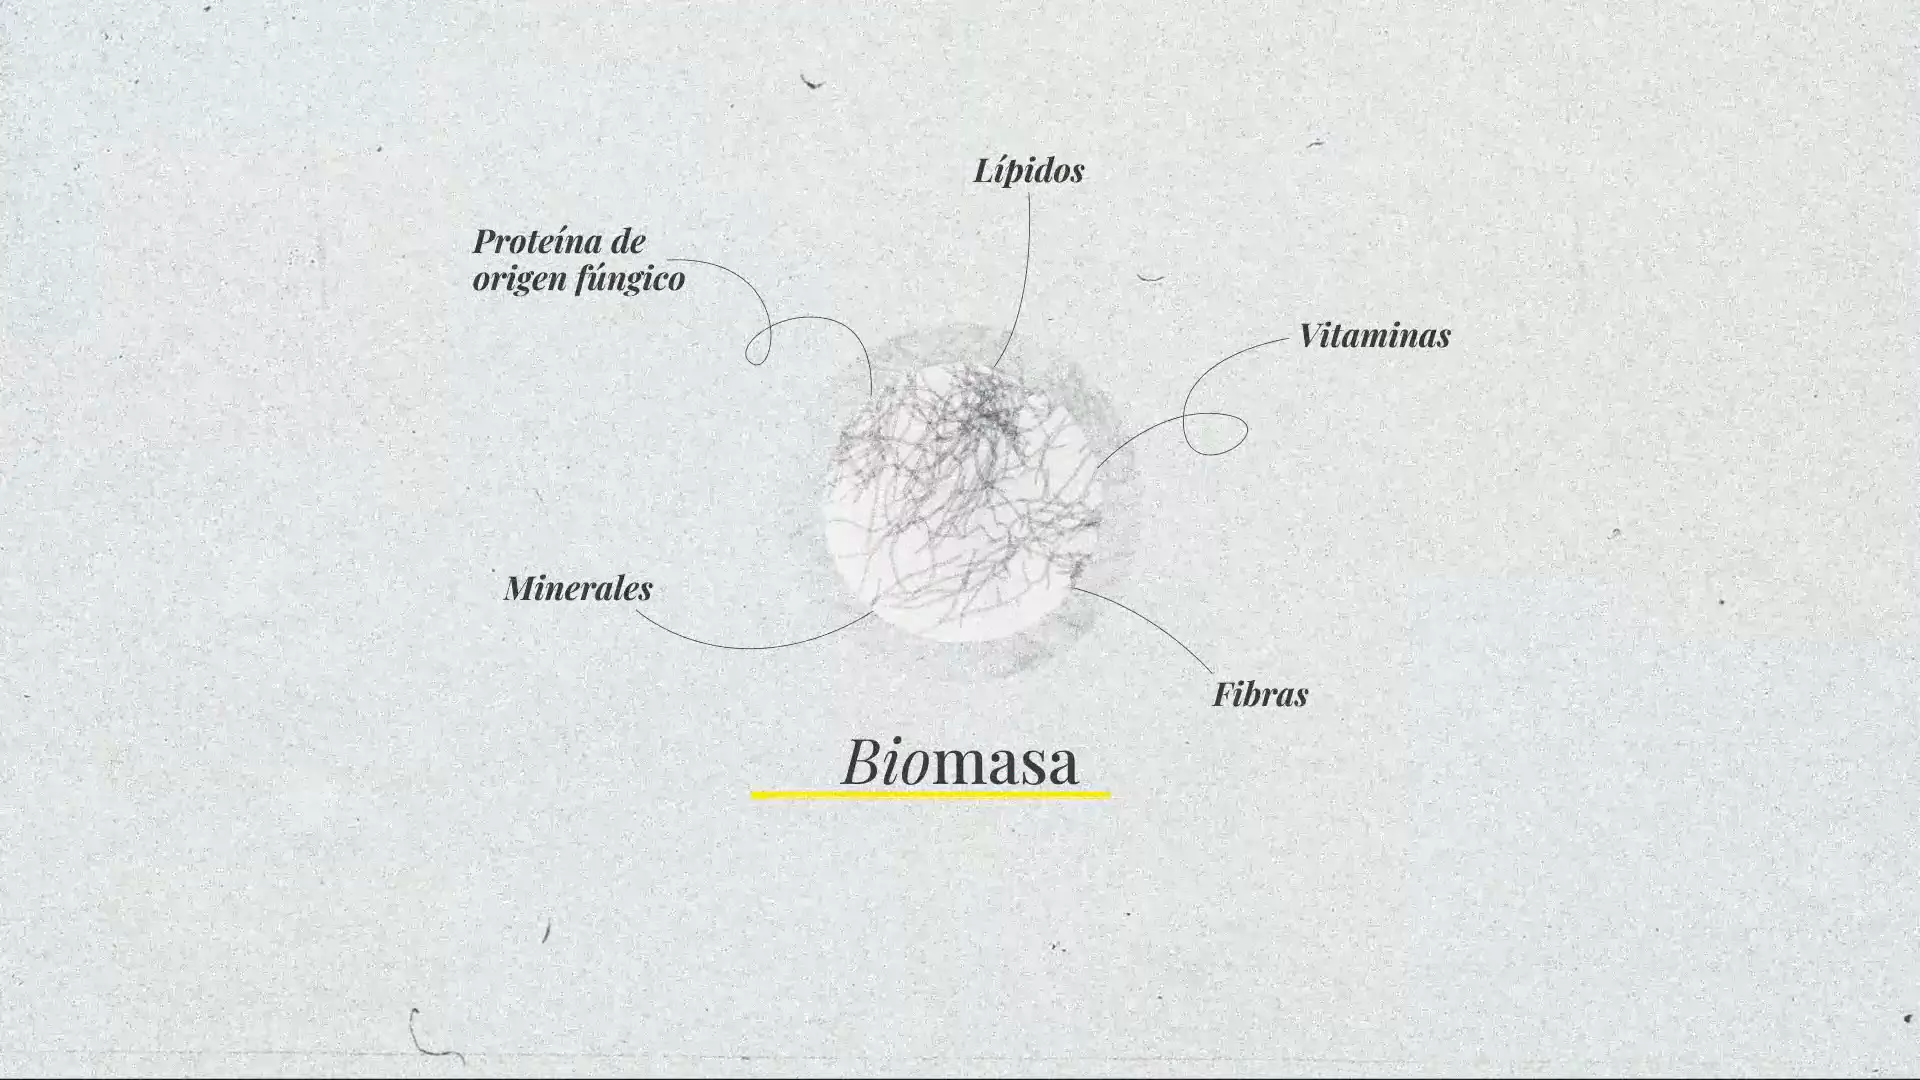 Lípidos
Proteína de
origen fúngico
Vitaminas
Minerales
Fibras
Biomasa